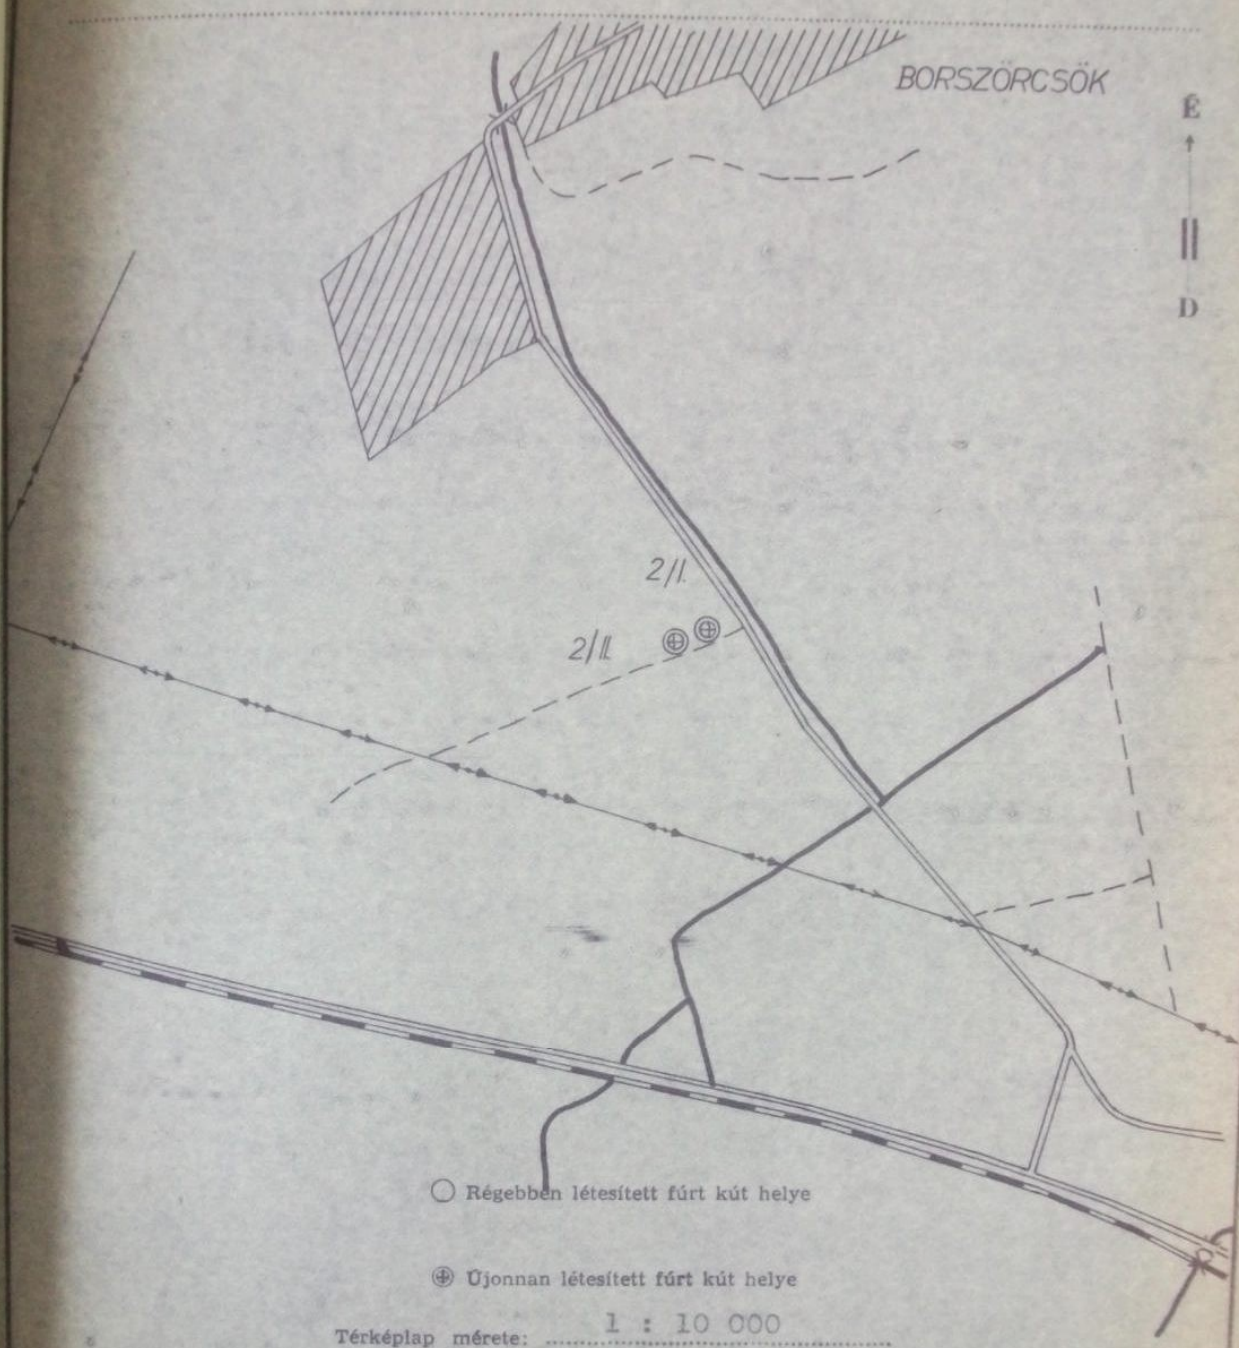 BORSZÖRCSÖK
É
D
2/I.
2/II.
Régebben létesített fúrt kút helye
Újonnan létesített fúrt kút helye
Térképlap mérete: 1 : 10 000